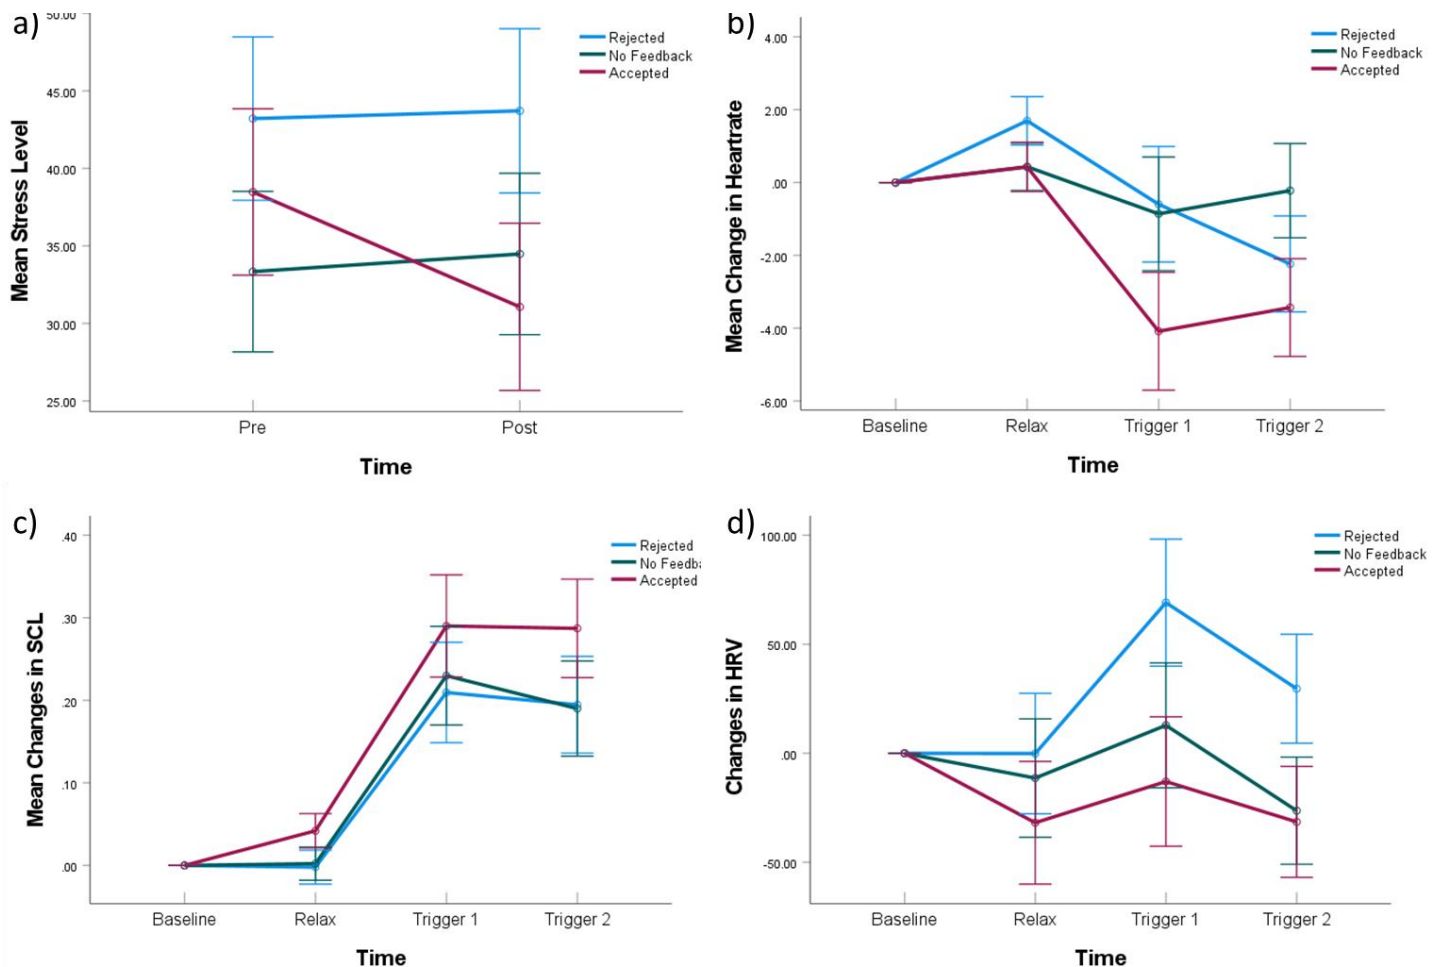 a)
50.00
45.00
40.00
35.00
30.00
25.00
Mean Stress Level
Rejected
No Feedback
Accepted
Pre
Post
Time
b)
4.00
2.00
.00
-2.00
-4.00
-6.00
Mean Change in Heartrate
Rejected
No Feedback
Accepted
Baseline
Relax
Trigger 1
Trigger 2
Time
c)
.40
.30
.20
.10
.00
Mean Changes in SCL
Rejected
No Feedb
Accepted
Baseline
Relax
Trigger 1
Trigger 2
Time
d)
100.00
50.00
.00
-50.00
Changes in HRV
Rejected
No Feedback
Accepted
Baseline
Relax
Trigger 1
Trigger 2
Time